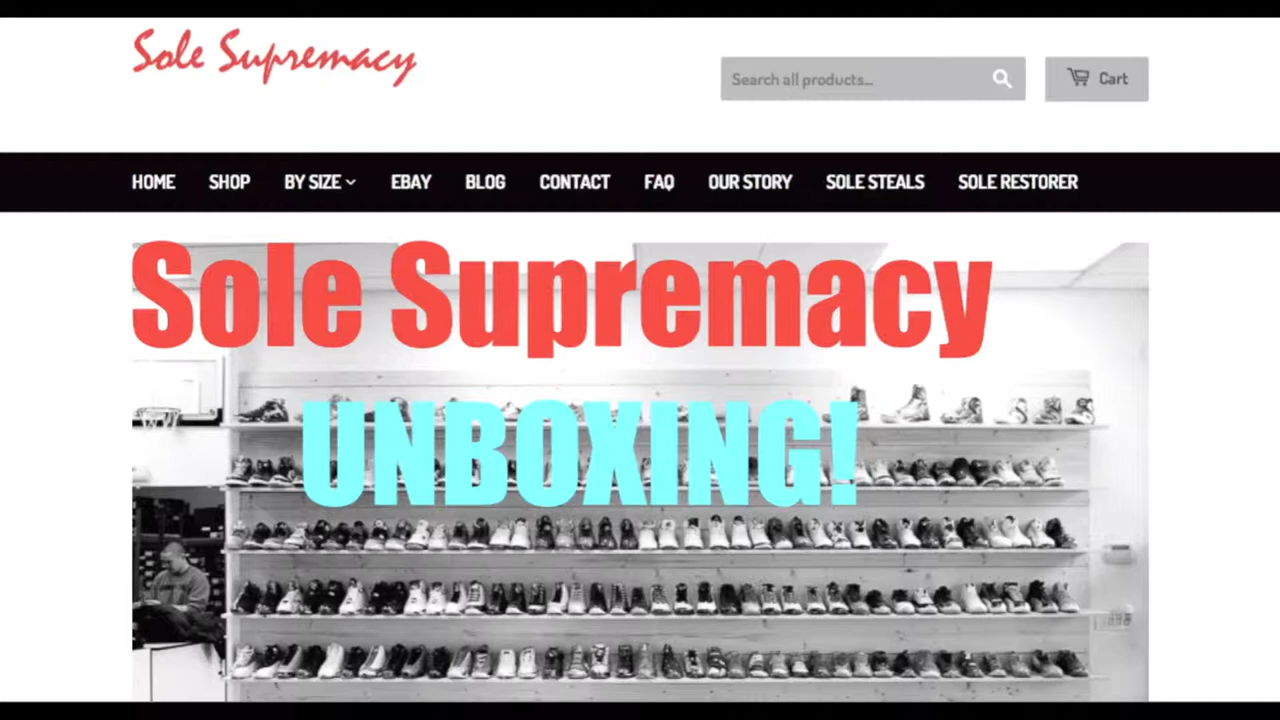 Sole Supremacy
Search all products...
Cart
HOME SHOP BY SIZE EBAY BLOG CONTACT FAQ OUR STORY SOLE STEALS SOLE RESTORER
Sole Supremacy
UNBOXING!